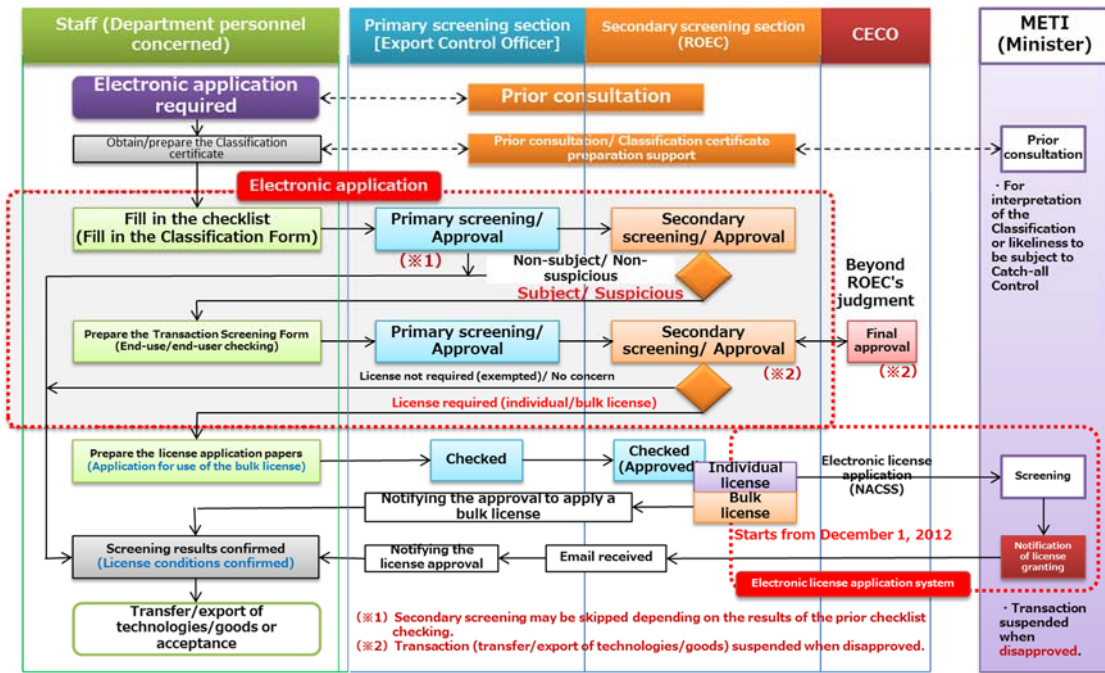 Staff (Department personnel
concerned)
Primary screening section
[Export Control Officer]
Secondary screening section
(ROEC)
CECO
METI
(Minister)
Electronic application
required
Prior consultation
Obtain/prepare the Classification
certificate
Prior consultation/ Classification certificate
preparation support
Prior
consultation
Electronic application
・For
interpretation
of the
Classification
or likeliness to
be subject to
Catch-all
Control
Fill in the checklist
(Fill in the Classification Form)
Primary screening/
Approval
Secondary
screening/ Approval
(※1)
Non-subject/ Non-
suspicious
Subject/ Suspicious
Beyond
ROEC's
judgment
Prepare the Transaction Screening Form
(End-use/end-user checking)
Primary screening/
Approval
Secondary
screening/ Approval
Final
approval
(※2)
(※2)
License not required (exempted)/ No concern
License required (individual/bulk license)
Prepare the license application papers
(Application for use of the bulk license)
Checked
Checked
(Approved)
Individual
license
Bulk
license
Electronic license
application
(NACSS)
Screening
Notifying the approval to apply a
bulk license
Starts from December 1, 2012
Screening results confirmed
(License conditions confirmed)
Notifying the
license approval
Email received
Notification
of license
granting
Electronic license application system
Transfer/export of
technologies/goods or
acceptance
(※1) Secondary screening may be skipped depending on the results of the prior checklist
checking.
(※2) Transaction (transfer/export of technologies/goods) suspended when disapproved.
・Transaction
suspended
when
disapproved.